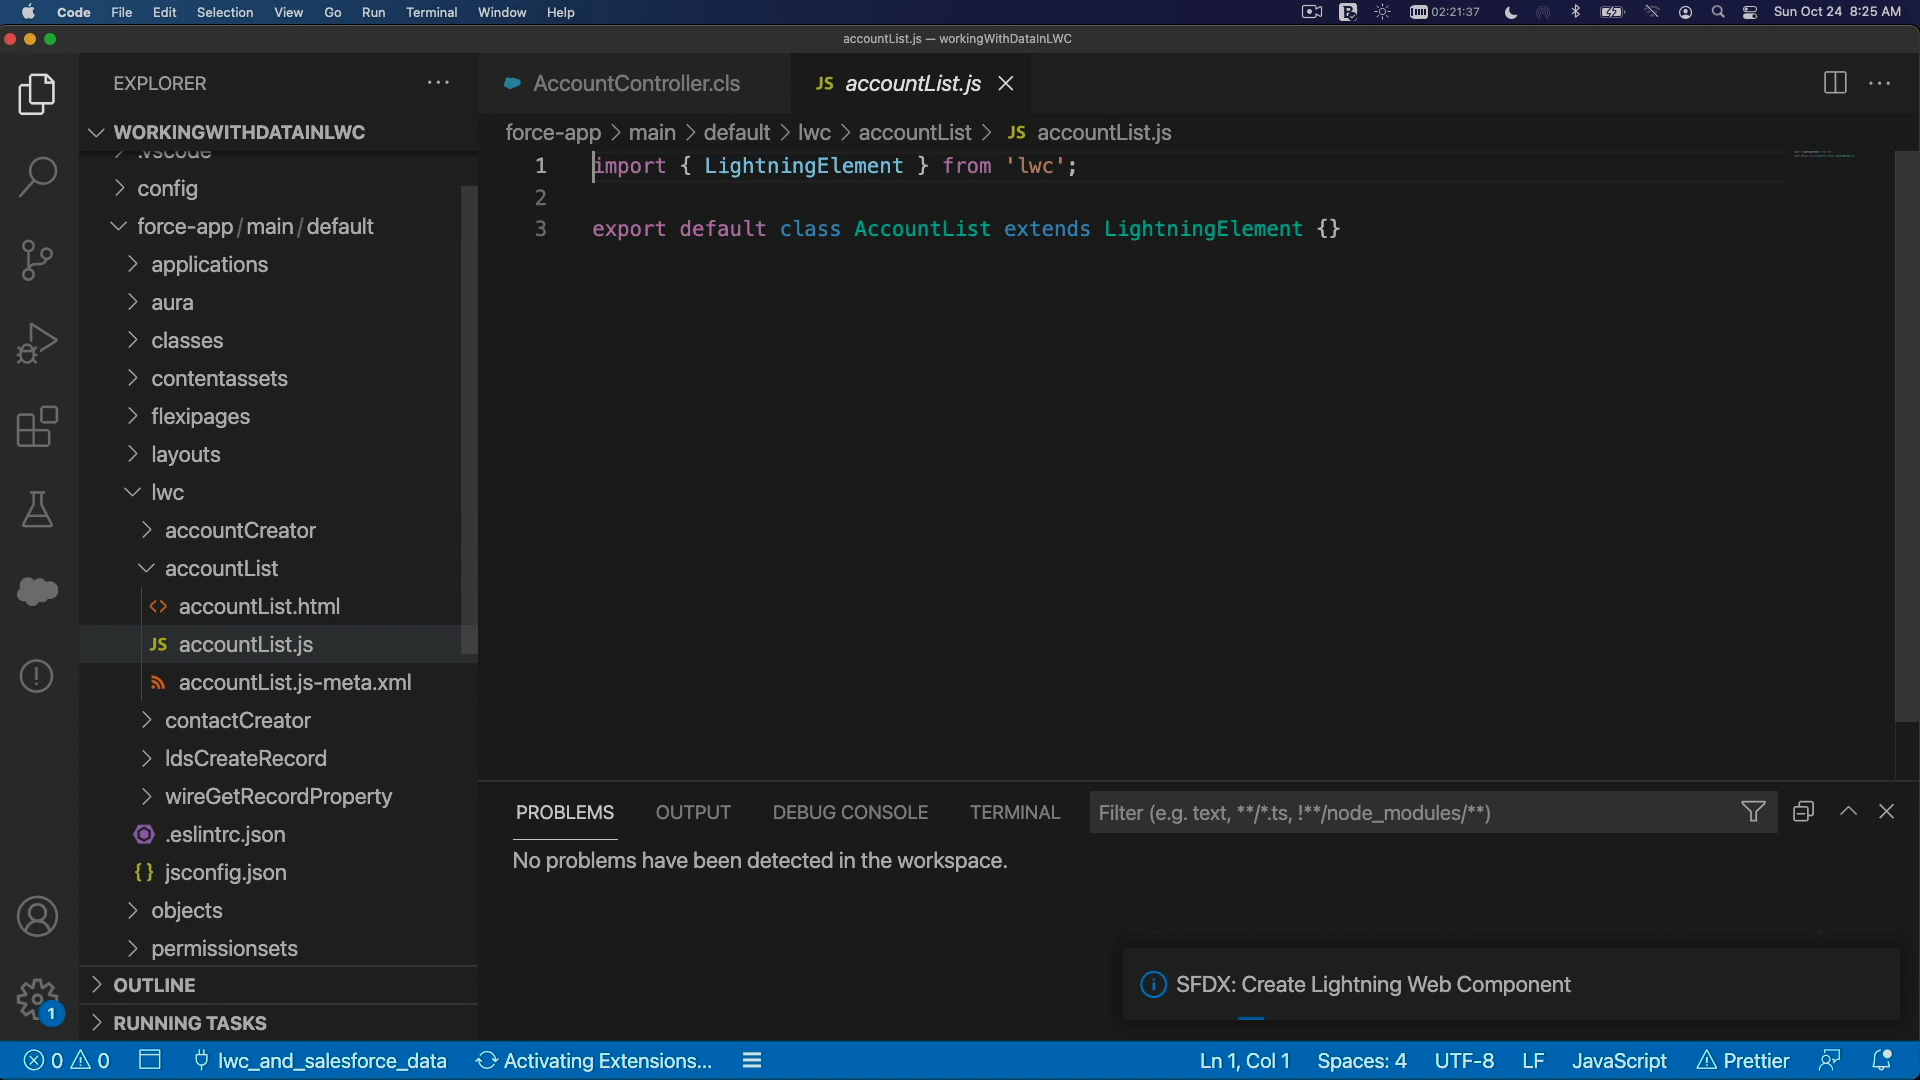 Code File Edit Selection View Go Run Terminal Window Help 02:21:37 Sun Oct 24 8:25 AM
accountList.js — workingWithDataInLWC
EXPLORER
AccountController.cls
JS accountList.js
WORKINGWITHDATAINLWC
force-app > main > default > lwc > accountList > JS accountList.js
.vscode
config
force-app/main/default
applications
aura
classes
contentassets
flexipages
layouts
lwc
accountCreator
accountList
<> accountList.html
JS accountList.js
accountList.js-meta.xml
contactCreator
ldsCreateRecord
wireGetRecordProperty
.eslintrc.json
{} jsconfig.json
objects
permissionsets
OUTLINE
RUNNING TASKS
1
1 import { LightningElement } from 'lwc';
2
3 export default class AccountList extends LightningElement {}
PROBLEMS OUTPUT DEBUG CONSOLE TERMINAL Filter (e.g. text, **/*.ts, !**/node_modules/**)
No problems have been detected in the workspace.
SFDX: Create Lightning Web Component
0 0 lwc_and_salesforce_data Activating Extensions... Ln 1, Col 1 Spaces: 4 UTF-8 LF JavaScript Prettier